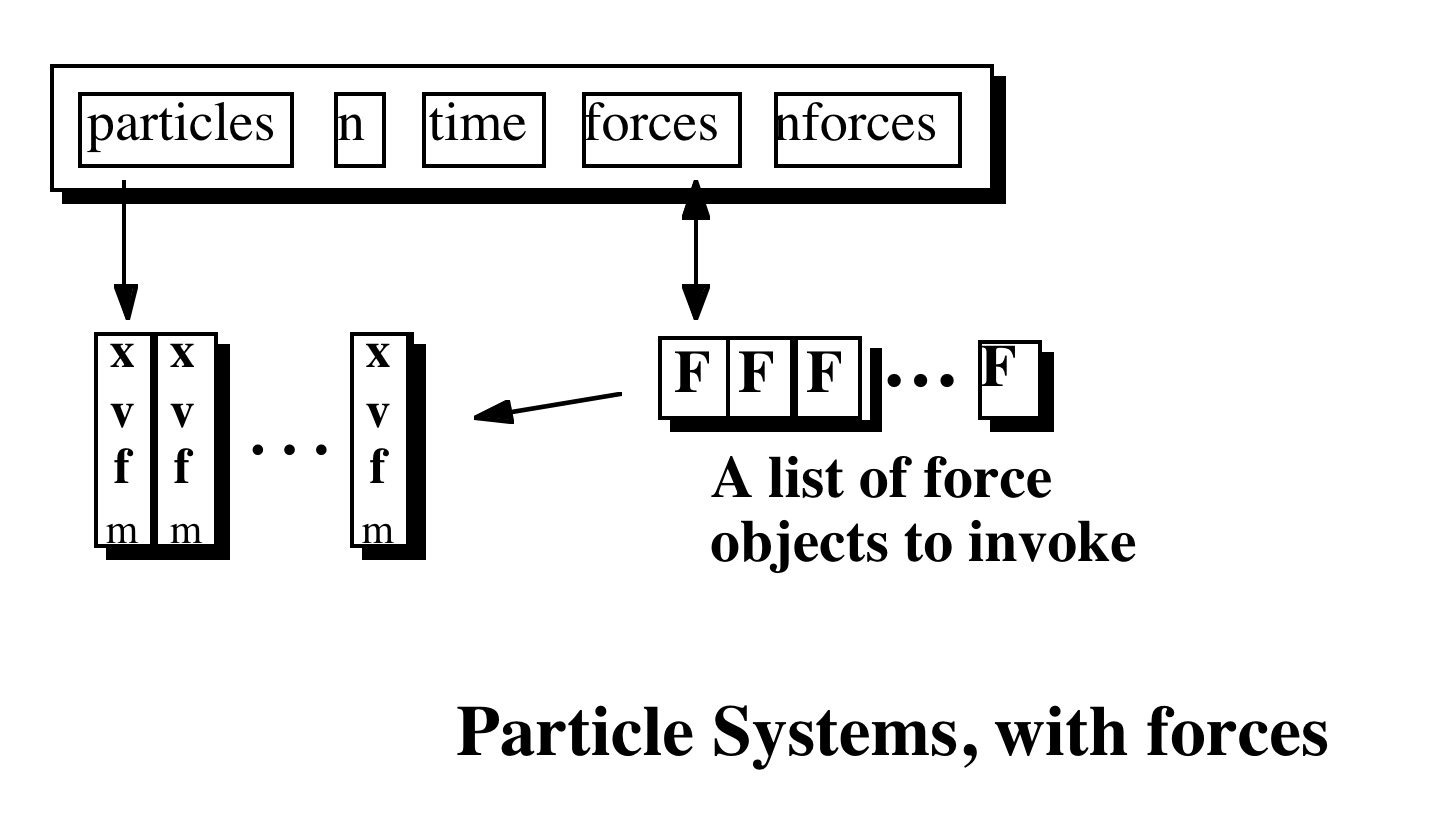 particles n time forces nforces
x x x
v v v
f . . . f f
m m m
F F F ... F
A list of force
objects to invoke
Particle Systems, with forces